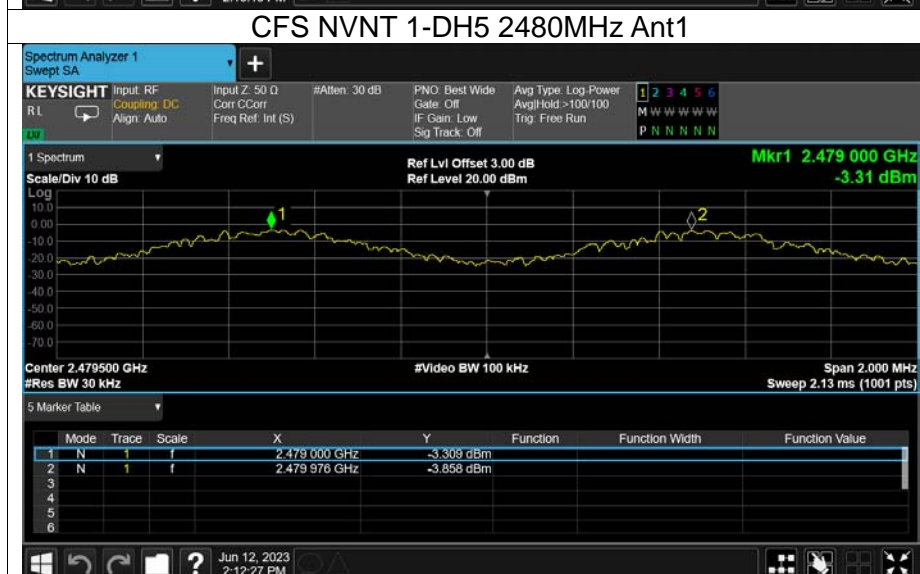 CFS NVNT 1-DH5 2480MHz Ant1
Spectrum Analyzer 1
Swept SA
+
KEYSIGHT Input: RF Input Z: 50 Ω #Atten: 30 dB PNO: Best Wide Avg Type: Log-Power 1 2 3 4 5 6
RL Coupling: DC Corr CCorr Gate: Off Avg|Hold:>100/100 M W W W W W
Align: Auto Freq Ref: Int (S) IF Gain: Low Trig: Free Run
Sig Track: Off P N N N N N
1 Spectrum Ref Lvl Offset 3.00 dB Mkr1 2.479 000 GHz
Scale/Div 10 dB Ref Level 20.00 dBm -3.31 dBm
Log
10.0
1 2
0.00
-10.0
-20.0
-30.0
-40.0
-50.0
-60.0
-70.0
Center 2.479500 GHz #Video BW 100 kHz Span 2.000 MHz
#Res BW 30 kHz Sweep 2.13 ms (1001 pts)
5 Marker Table
Mode Trace Scale X Y Function Function Width Function Value
1 N 1 f 2.479 000 GHz -3.309 dBm
2 N 1 f 2.479 976 GHz -3.858 dBm
3
4
5
6
? Jun 12, 2023
2:12:27 PM